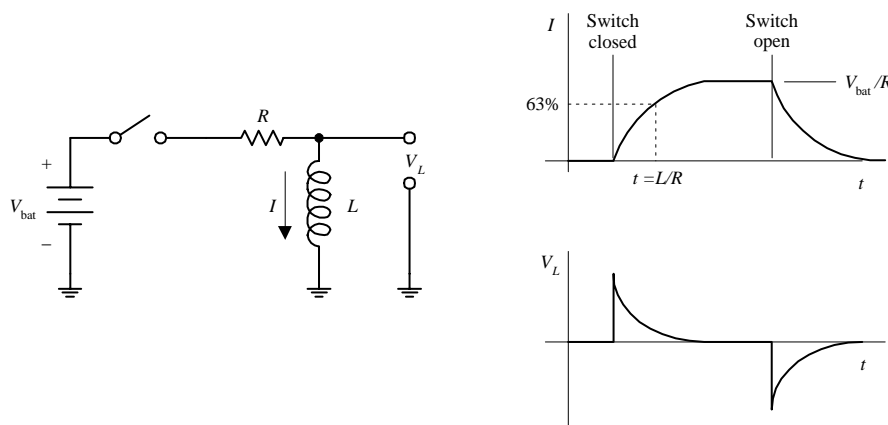 R
+
V_bat
−
I
L
V_L
I
Switch
closed
Switch
open
V_bat /R
63%
t =L/R
t
V_L
t